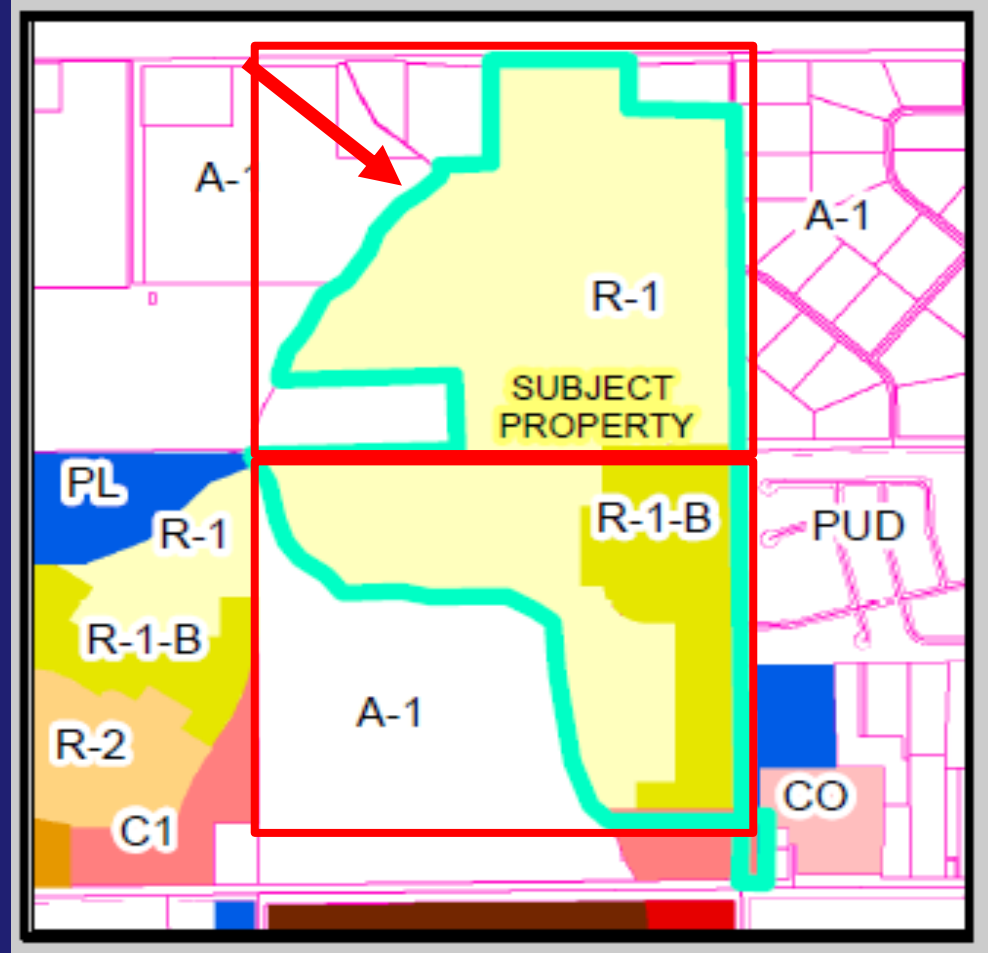 A-1
A-1
R-1
SUBJECT
PROPERTY
PL
R-1
R-1-B
PUD
R-1-B
A-1
R-2
CO
C1